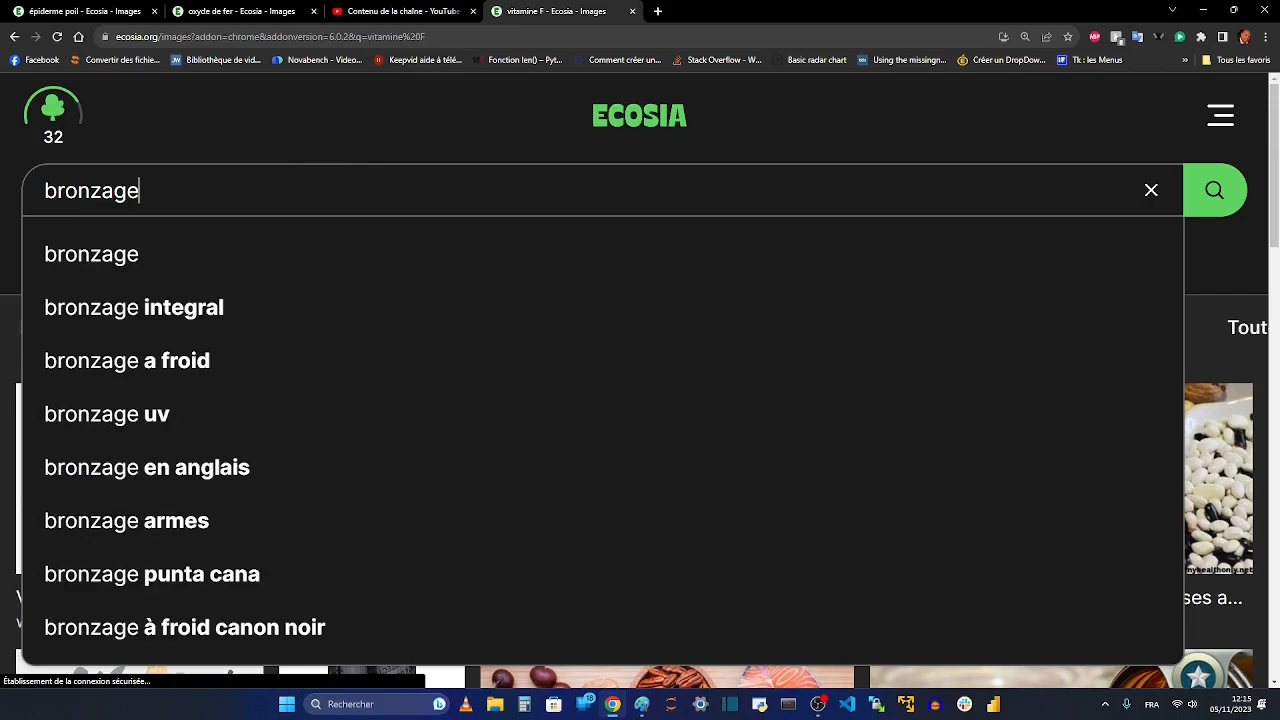 épiderme poil - Ecosia - Images
oxyde de fer - Ecosia - Images
Contenu de la chaîne - YouTube
vitamine F - Ecosia - Images
ecosia.org/images?addon=chrome&addonversion=6.0.2&q=vitamine%20F
Facebook
Convertir des fichie...
Bibliothèque de vid...
Novabench - Video...
Keepvid aide à télé...
Fonction len() – Pyt...
Comment créer un...
Stack Overflow - W...
Basic radar chart
Using the missingn...
Créer un DropDow...
Tk : les Menus
Tous les favoris
32
ECOSIA
bronzage
bronzage
bronzage integral
bronzage a froid
bronzage uv
bronzage en anglais
bronzage armes
bronzage punta cana
bronzage à froid canon noir
Tout
myhealthonly.net
ses a...
Établissement de la connexion sécurisée...
Rechercher
18
FRA
12:15
05/11/2023